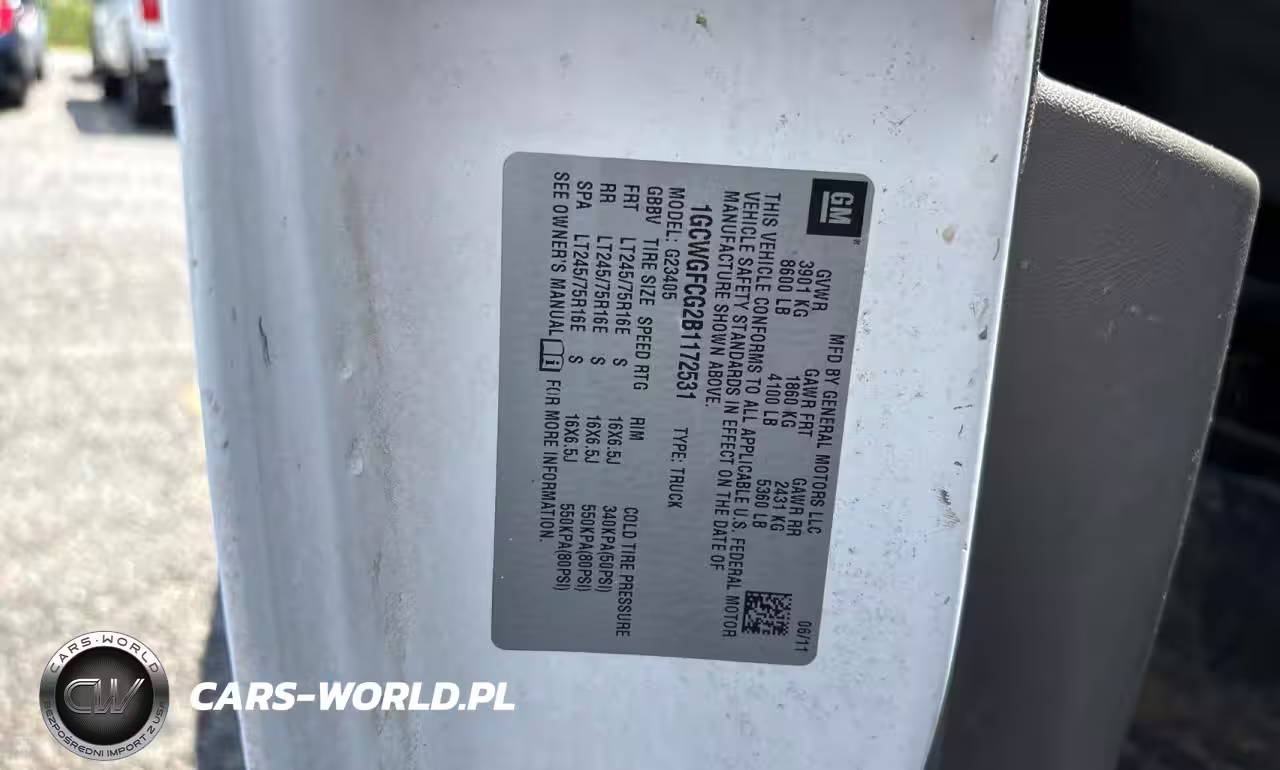 GM
MFD BY GENERAL MOTORS LLC 06/11
GVWR GAWR FRT GAWR RR
3901 KG 1860 KG 2431 KG
8600 LB 4100 LB 5360 LB
THIS VEHICLE CONFORMS TO ALL APPLICABLE U.S. FEDERAL MOTOR
VEHICLE SAFETY STANDARDS IN EFFECT ON THE DATE OF
MANUFACTURE SHOWN ABOVE.
1GCWGFCG2B1172531 TYPE: TRUCK
MODEL: G23405
GBBV TIRE SIZE SPEED RTG RIM COLD TIRE PRESSURE
FRT LT245/75R16E S 16X6.5J 340KPA(50PSI)
RR LT245/75R16E S 16X6.5J 550KPA(80PSI)
SPA LT245/75R16E S 16X6.5J 550KPA(80PSI)
SEE OWNER'S MANUAL FOR MORE INFORMATION.
CARS-WORLD
CW
BEZPOŚREDNI IMPORT Z USA
CARS-WORLD.PL